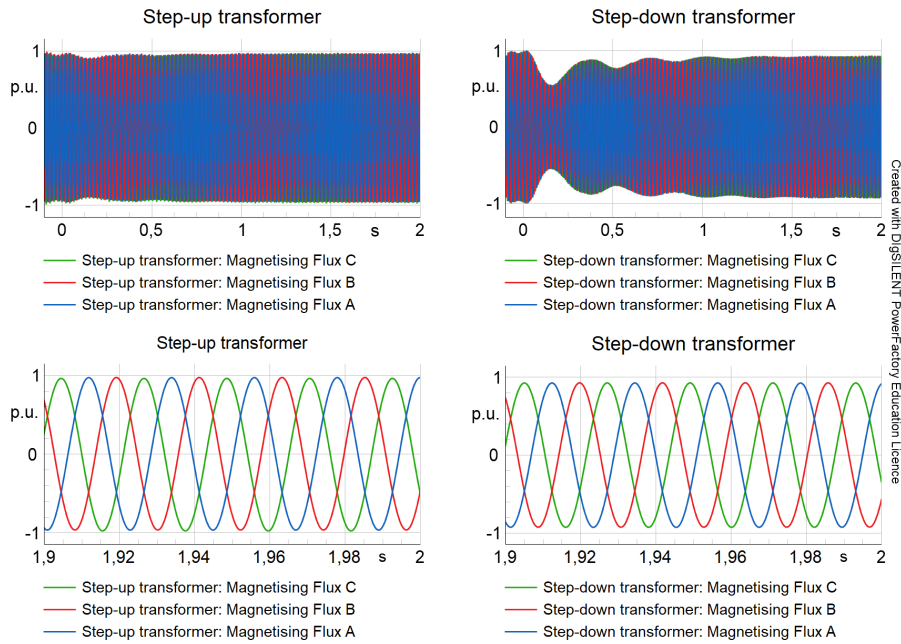 Step-up transformer
1
p.u.
0
-1
0 0,5 1 1,5 s 2
Step-up transformer: Magnetising Flux C
Step-up transformer: Magnetising Flux B
Step-up transformer: Magnetising Flux A
Step-down transformer
1
p.u.
0
-1
0 0,5 1 1,5 s 2
Step-down transformer: Magnetising Flux C
Step-down transformer: Magnetising Flux B
Step-down transformer: Magnetising Flux A
Step-up transformer
1
p.u.
0
-1
1,9 1,92 1,94 1,96 1,98 s 2
Step-up transformer: Magnetising Flux C
Step-up transformer: Magnetising Flux B
Step-up transformer: Magnetising Flux A
Step-down transformer
1
p.u.
0
-1
1,9 1,92 1,94 1,96 1,98 s 2
Step-down transformer: Magnetising Flux C
Step-down transformer: Magnetising Flux B
Step-down transformer: Magnetising Flux A
Created with DIgSILENT PowerFactory Education Licence